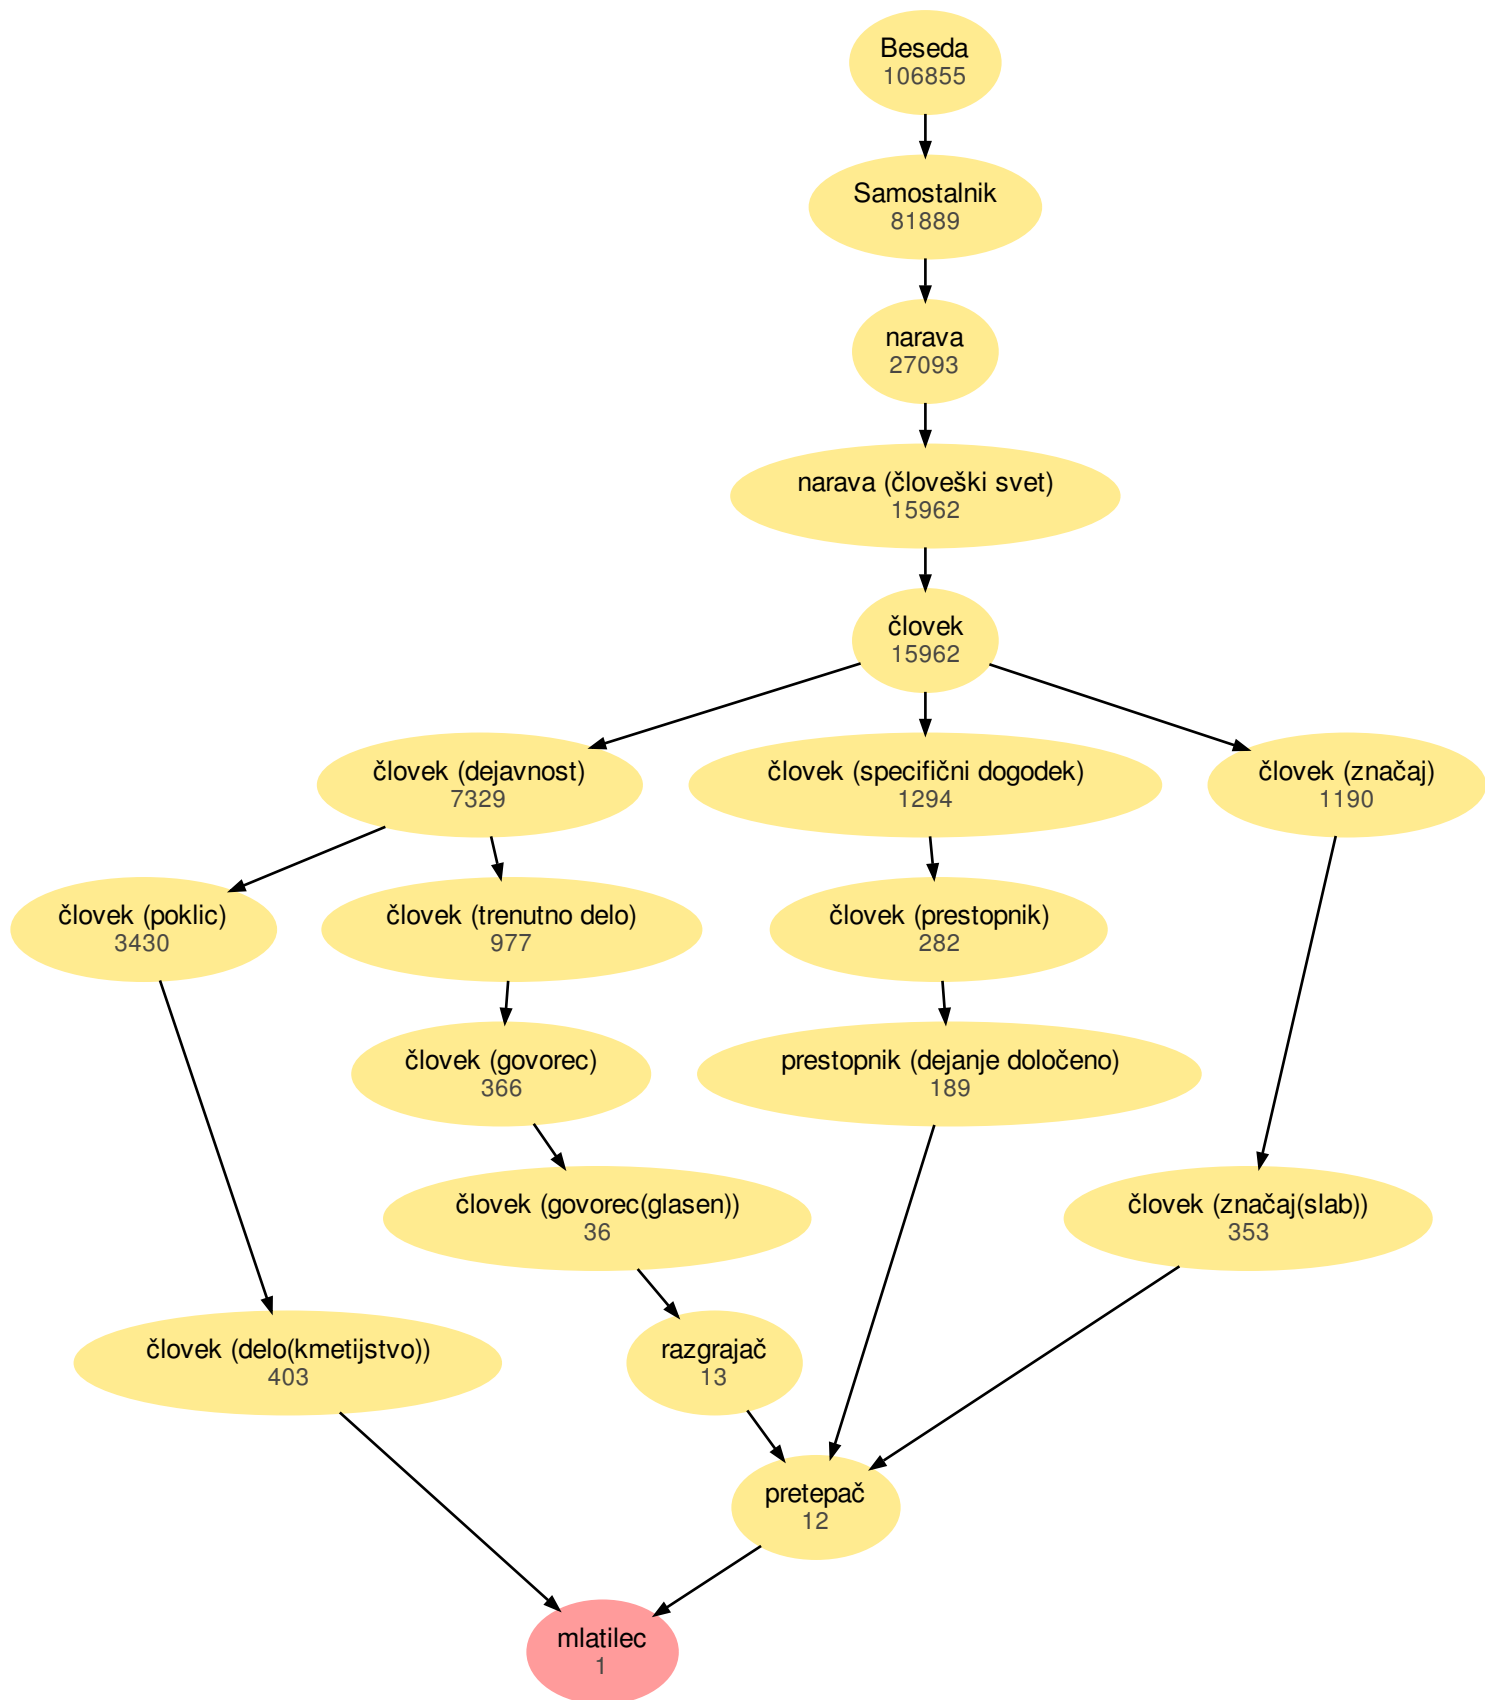 Beseda
106855
Samostalnik
81889
narava
27093
narava (človeški svet)
15962
človek
15962
človek (dejavnost)
7329
človek (specifični dogodek)
1294
človek (značaj)
1190
človek (poklic)
3430
človek (trenutno delo)
977
človek (prestopnik)
282
človek (govorec)
366
prestopnik (dejanje določeno)
189
človek (govorec(glasen))
36
človek (značaj(slab))
353
človek (delo(kmetijstvo))
403
razgrajač
13
pretepač
12
mlatilec
1